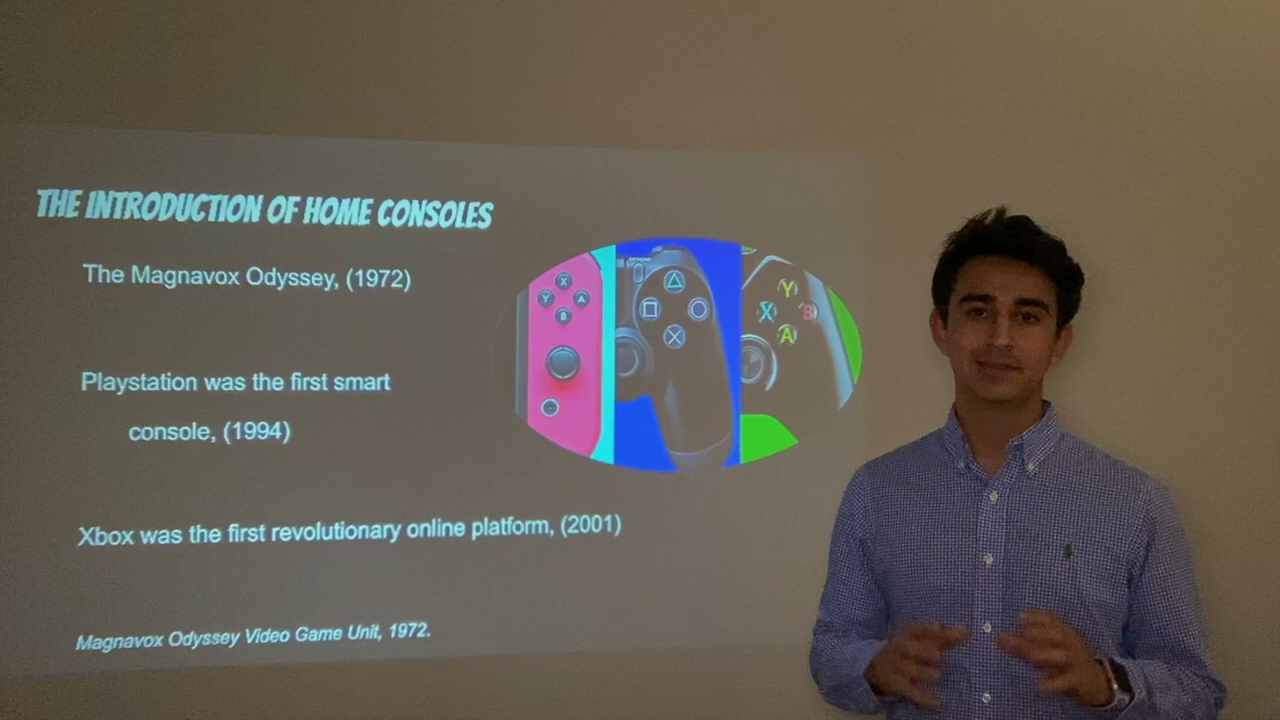 THE INTRODUCTION OF HOME CONSOLES
The Magnavox Odyssey, (1972)
Playstation was the first smart
console, (1994)
Xbox was the first revolutionary online platform, (2001)
Magnavox Odyssey Video Game Unit, 1972.
X
Y A
B
Y
X B
A